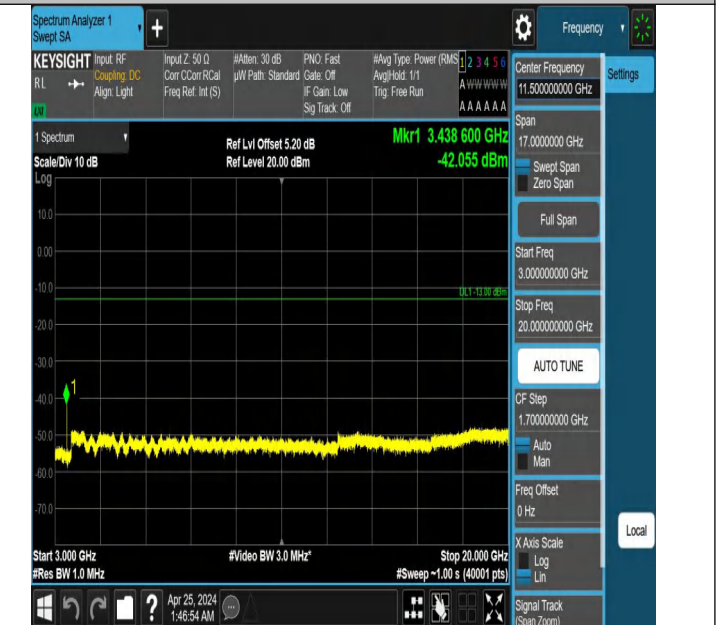 Spectrum Analyzer 1
Swept SA
+
Frequency
KEYSIGHT
RL
LXI
Input: RF
Coupling: DC
Align: Light
Input Z: 50 Ω
Corr CCorr RCal
Freq Ref: Int (S)
#Atten: 30 dB
µW Path: Standard
PNO: Fast
Gate: Off
IF Gain: Low
Sig Track: Off
#Avg Type: Power (RMS
Avg|Hold: 1/1
Trig: Free Run
1 2 3 4 5 6
A W W W W W
A A A A A A
Center Frequency
11.500000000 GHz
Settings
Span
17.0000000 GHz
Swept Span
Zero Span
Full Span
Start Freq
3.000000000 GHz
Stop Freq
20.000000000 GHz
AUTO TUNE
CF Step
1.700000000 GHz
Auto
Man
Freq Offset
0 Hz
X Axis Scale
Log
Lin
Signal Track
(Span Zoom)
Local
1 Spectrum
Scale/Div 10 dB
Log
Ref Lvl Offset 5.20 dB
Ref Level 20.00 dBm
Mkr1 3.438 600 GHz
-42.055 dBm
10.0
0.00
-10.0
DL1 -13.00 dBm
-20.0
-30.0
1
-40.0
-50.0
-60.0
-70.0
Start 3.000 GHz
#Res BW 1.0 MHz
#Video BW 3.0 MHz*
Stop 20.000 GHz
#Sweep ~1.00 s (40001 pts)
?
Apr 25, 2024
1:46:54 AM